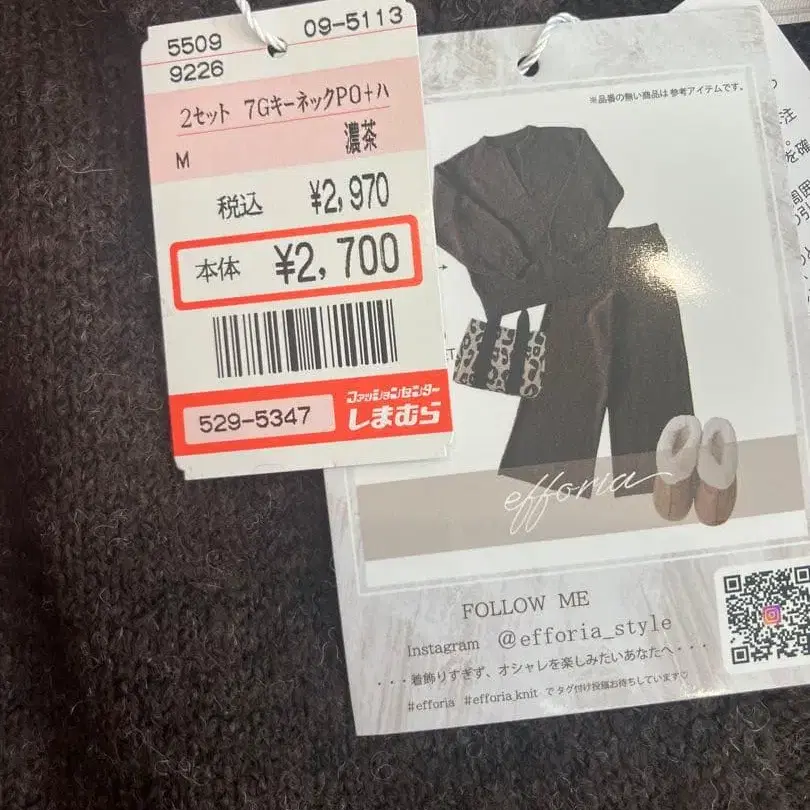 5509
09-5113
9226
2セット 7GキーネックPO+ハ
M 濃茶
税込 ¥2,970
本体 ¥2,700
529-5347
ファッションセンター
しまむら
※品番の無い商品は参考アイテムです。
efforia
FOLLOW ME
Instagram @efforia_style
・・・着飾りすぎず、オシャレを楽しみたいあなたへ・・・
#efforia #efforia_knit でタグ付け投稿お待ちしています♡